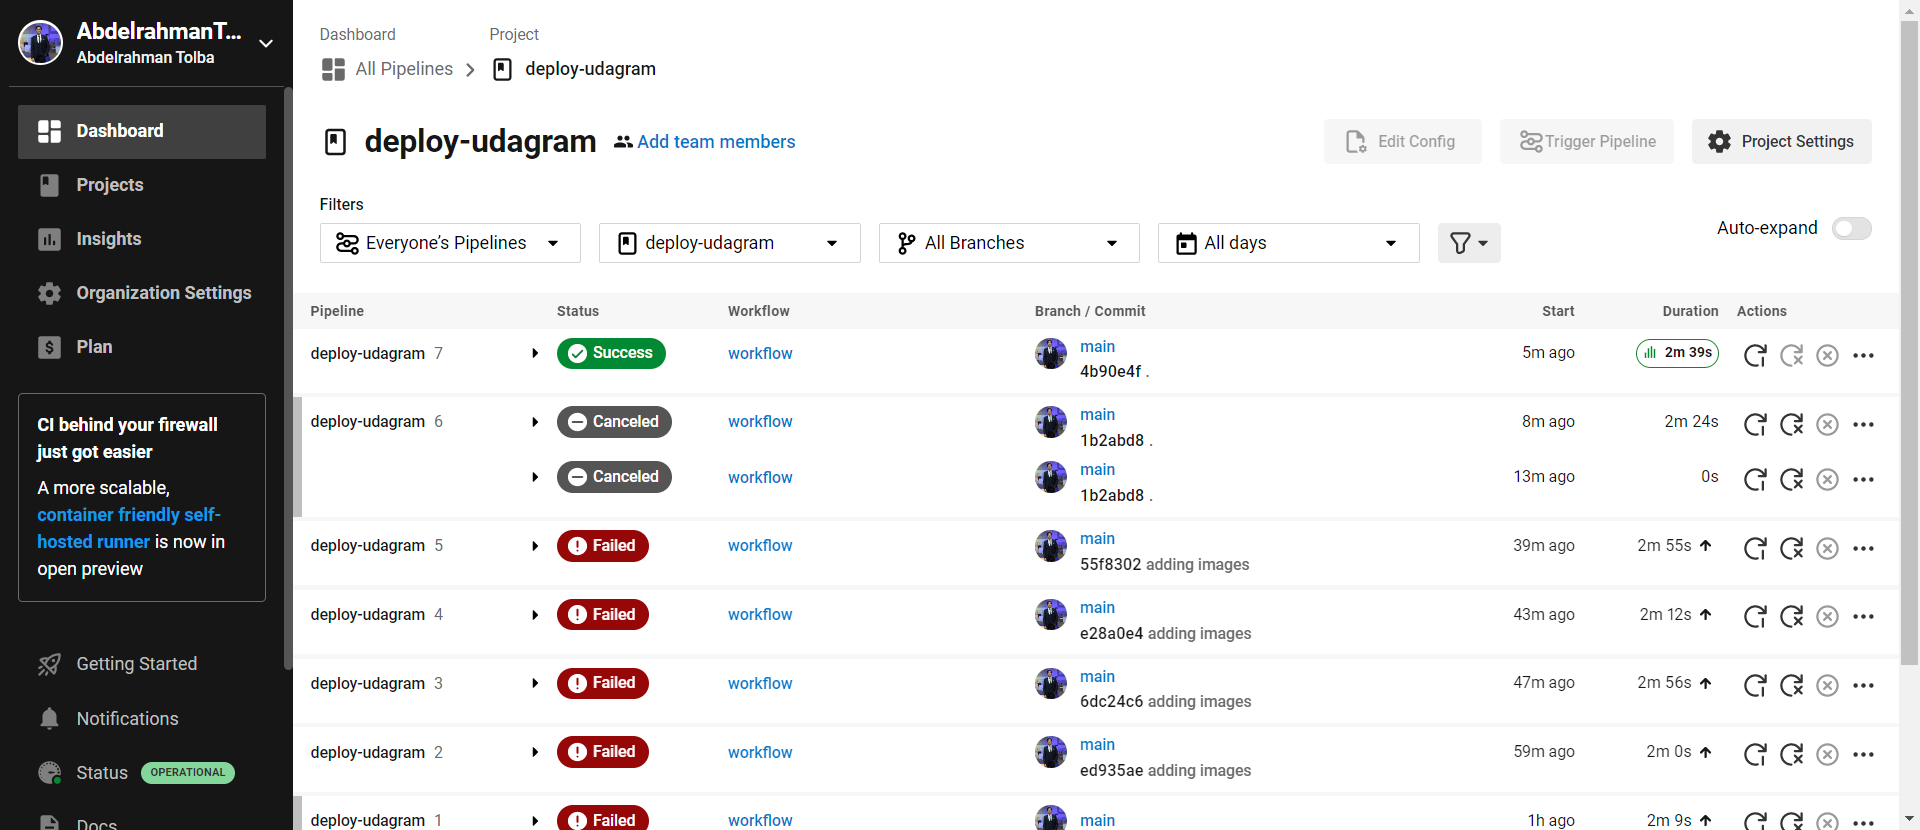 AbdelrahmanT...
Abdelrahman Tolba
Dashboard
Projects
Insights
Organization Settings
Plan
CI behind your firewall
just got easier
A more scalable,
container friendly self-
hosted runner is now in
open preview
Getting Started
Notifications
Status OPERATIONAL
Docs
Dashboard Project
All Pipelines deploy-udagram
deploy-udagram Add team members
Edit Config Trigger Pipeline Project Settings
Filters
Everyone’s Pipelines deploy-udagram All Branches All days
Auto-expand
Pipeline Status Workflow Branch / Commit Start Duration Actions
deploy-udagram 7 Success workflow main 5m ago 2m 39s
4b90e4f .
deploy-udagram 6 Canceled workflow main 8m ago 2m 24s
1b2abd8 .
Canceled workflow main 13m ago 0s
1b2abd8 .
deploy-udagram 5 Failed workflow main 39m ago 2m 55s
55f8302 adding images
deploy-udagram 4 Failed workflow main 43m ago 2m 12s
e28a0e4 adding images
deploy-udagram 3 Failed workflow main 47m ago 2m 56s
6dc24c6 adding images
deploy-udagram 2 Failed workflow main 59m ago 2m 0s
ed935ae adding images
deploy-udagram 1 Failed workflow main 1h ago 2m 9s